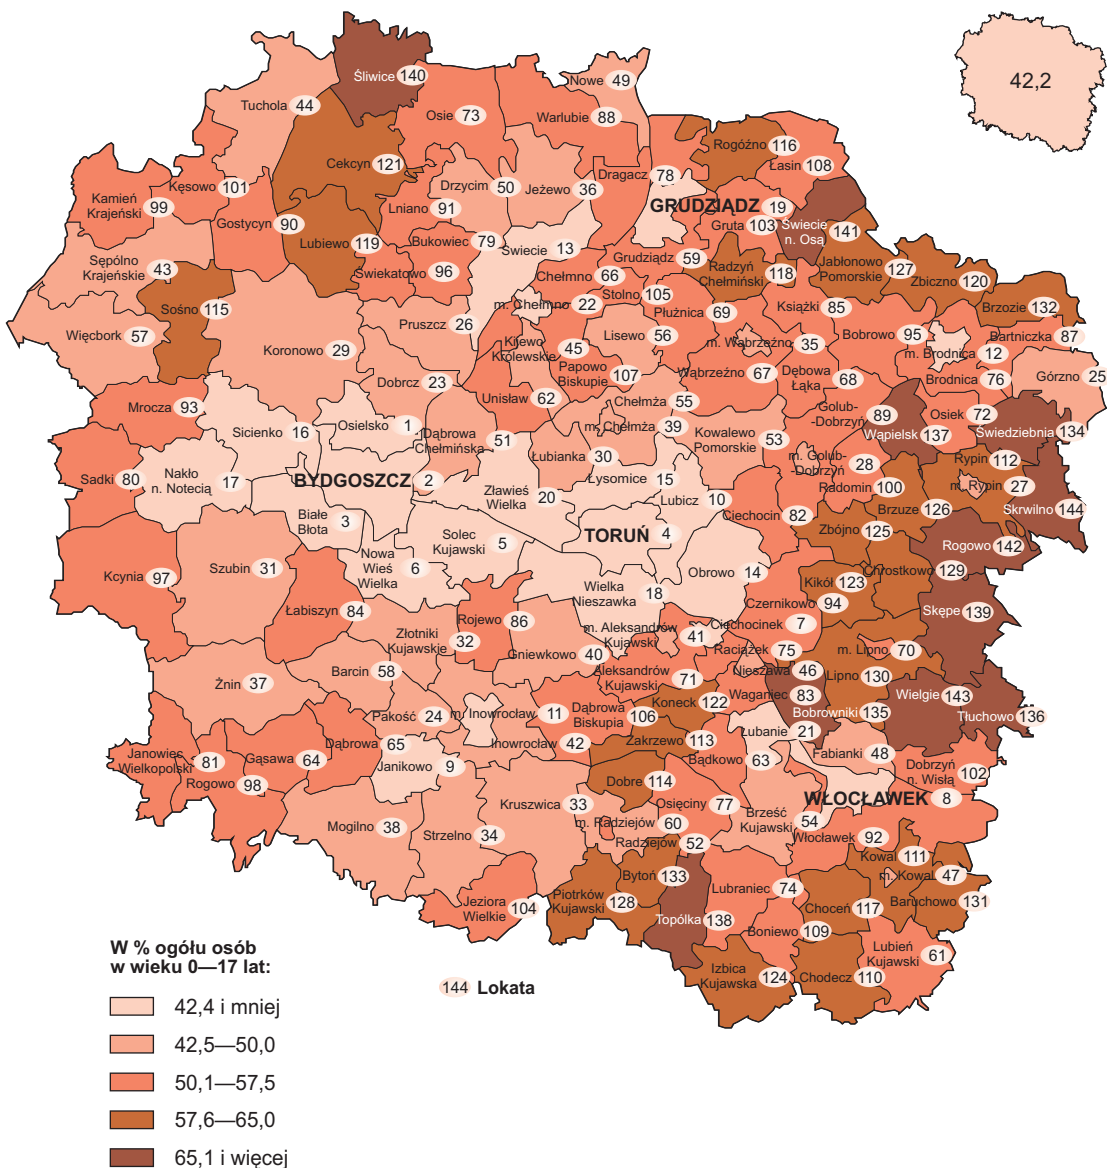 42,2
Śliwice 140
Nowe 49
Tuchola 44
Osie 73
Warlubie 88
Rogóźno 116
Cekcyn 121
Łasin 108
Dragacz 78
Kęsowo 101
Drzycim 50
Jeżewo 36
Kamień
Krajeński 99
GRUDZIĄDZ 19
Lniano 91
Gostycyn 90
Gruta 103
Świecie
n. Osą 141
Lubiewo 119
Bukowiec 79
Świecie 13
Sępólno
Krajeńskie 43
Grudziądz 59
Radzyń
Chełmiński 118
Jabłonowo
Pomorskie 127
Świekatowo 96
Chełmno 66
Zbiczno 120
Stolno 105
Sośno 115
m. Chełmno 22
Płużnica 69
Książki 85
Brzozie 132
Pruszcz 26
Więcbork 57
Lisewo 56
m. Wąbrzeźno 35
Bobrowo 95
Bartniczka 87
Koronowo 29
Kijewo
Królewskie 45
m. Brodnica 12
Papowo
Biskupie 107
Wąbrzeźno 67
Dębowa
Łąka 68
Brodnica 76
Górzno 25
Dobrcz 23
Unisław 62
Mrocza 93
Chełmża 55
Golub-
-Dobrzyń 89
Osiek 72
Sicienko 16
Osielsko 1
m. Chełmża 39
Wąpielsk 137
Świedziebnia 134
Dąbrowa
Chełmińska 51
Kowalewo
Pomorskie 53
Łubianka 30
m. Golub-
-Dobrzyń 28
Rypin 112
Sadki 80
Nakło
n. Notecią 17
BYDGOSZCZ 2
Łysomice 15
Radomin 100
m. Rypin 27
Zławieś
Wielka 20
Lubicz 10
Brzuze 126
Skrwilno 144
Białe
Błota 3
Ciechocin 82
Zbójno 125
Solec
Kujawski 5
TORUŃ 4
Rogowo 142
Nowa
Wieś
Wielka 6
Kcynia 97
Szubin 31
Obrowo 14
Kikół 123
Chrostkowo 129
Wielka
Nieszawka 18
Czernikowo 94
Łabiszyn 84
Rojewo 86
Skępe 139
Złotniki
Kujawskie 32
m. Aleksandrów
Kujawski 41
Ciechocinek 7
Gniewkowo 40
Raciążek 75
m. Lipno 70
Barcin 58
Aleksandrów
Kujawski 71
Nieszawa 46
Lipno 130
Żnin 37
Waganiec 83
Wielgie 143
Koneck 122
Bobrowniki 135
Tłuchowo 136
Pakość 24
m. Inowrocław 11
Dąbrowa
Biskupia 106
Lubanie 21
Inowrocław 42
Zakrzewo 113
Dąbrowa 65
Fabianki 48
Janowiec
Wielkopolski 81
Gąsawa 64
Janikowo 9
Bądkowo 63
Dobrzyń
n. Wisłą 102
Rogowo 98
Dobre 114
WŁOCŁAWEK 8
Kruszwica 33
Osięciny 77
Brześć
Kujawski 54
Mogilno 38
Strzelno 34
m. Radziejów 60
Włocławek 92
Radziejów 52
Kowal 111
Bytoń 133
m. Kowal 47
Lubraniec 74
Piotrków
Kujawski 128
Baruchowo 131
Jeziora
Wielkie 104
Choceń 117
Topólka 138
Boniewo 109
Lubień
Kujawski 61
Izbica
Kujawska 124
Chodecz 110
W % ogółu osób
w wieku 0—17 lat:
144 Lokata
42,4 i mniej
42,5—50,0
50,1—57,5
57,6—65,0
65,1 i więcej